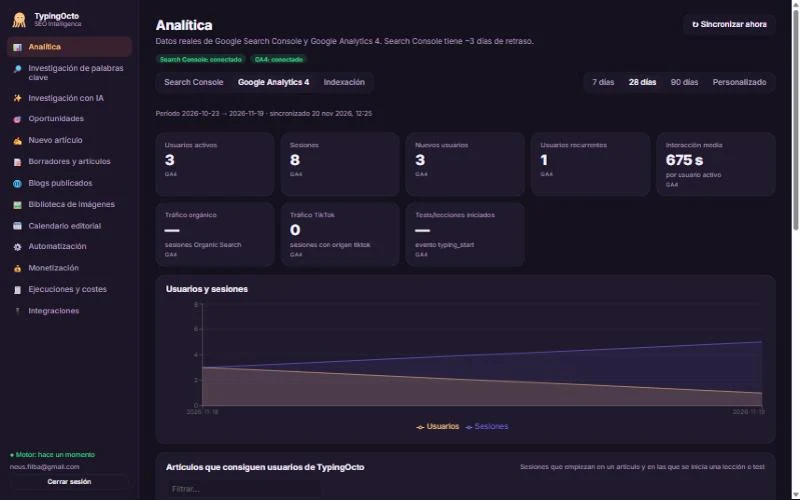 TypingOcto
SEO Intelligence
Analítica
Investigación de palabras
clave
Investigación con IA
Oportunidades
Nuevo artículo
Borradores y artículos
Blogs publicados
Biblioteca de imágenes
Calendario editorial
Automatización
Monetización
Ejecuciones y costes
Integraciones
● Motor: hace un momento
neus.filba@gmail.com
Cerrar sesión
Analítica
↻ Sincronizar ahora
Datos reales de Google Search Console y Google Analytics 4. Search Console tiene ~3 días de retraso.
Search Console: conectado GA4: conectado
Search Console Google Analytics 4 Indexación
7 días 28 días 90 días Personalizado
Periodo 2026-10-23 → 2026-11-19 · sincronizado 20 nov 2026, 12:25
Usuarios activos
3
GA4
Sesiones
8
GA4
Nuevos usuarios
3
GA4
Usuarios recurrentes
1
GA4
Interacción media
675 s
por usuario activo
GA4
Tráfico orgánico
—
sesiones Organic Search
GA4
Tráfico TikTok
0
sesiones con origen tiktok
GA4
Tests/lecciones iniciados
—
evento typing_start
GA4
Usuarios y sesiones
8
6
4
2
0
2026-11-18 2026-11-19
Usuarios Sesiones
Artículos que consiguen usuarios de TypingOcto
Sesiones que empiezan en un artículo y en las que se inicia una lección o test
Filtrar...